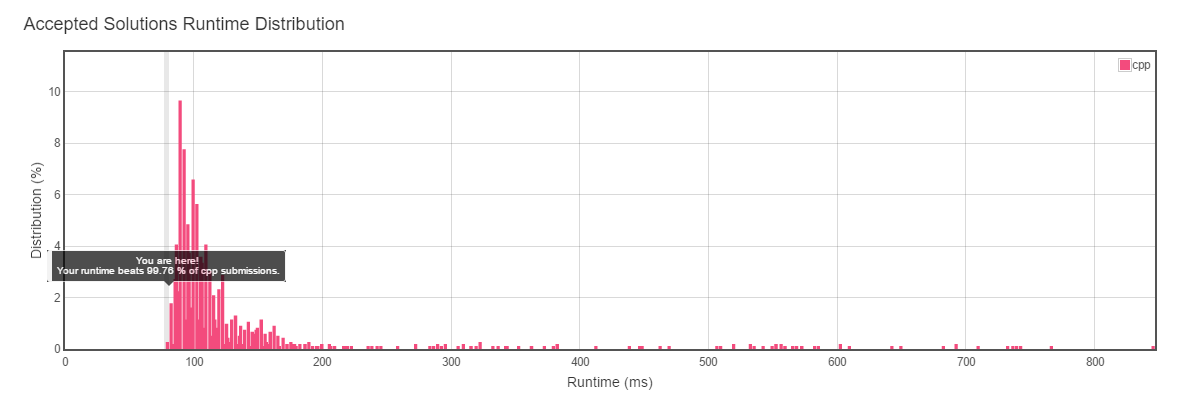 Accepted Solutions Runtime Distribution
cpp
10
8
6
4
2
0
Distribution (%)
You are here!
Your runtime beats 99.76 % of cpp submissions.
0 100 200 300 400 500 600 700 800
Runtime (ms)